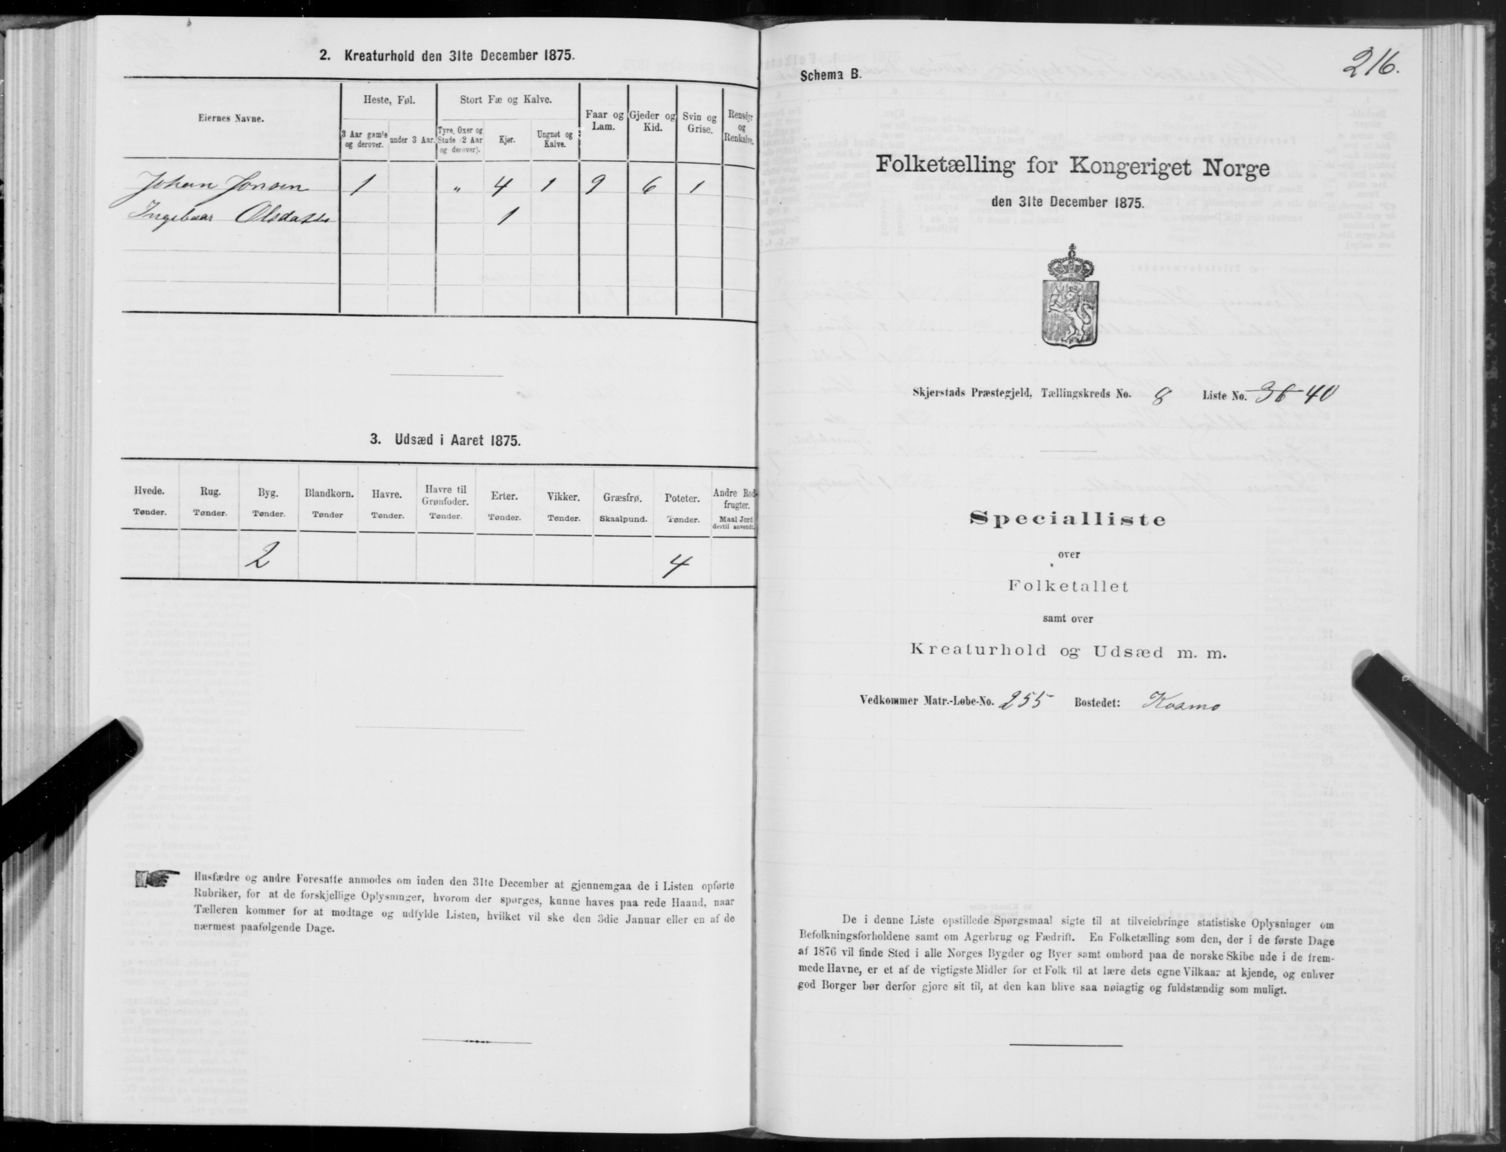 2. Kreaturhold den 31te December 1875.
Eiernes Navne.
Heste, Føl.
Stort Fæ og Kalve.
Faar og Lam.
Gjeder og Kid.
Svin og Grise.
Rensdyr og Renkalve.
3 Aar gamle og derover.
under 3 Aar.
Tyre, Oxer og Stude (2 Aar og derover).
Kjør.
Ungnøt og Kalve.
Johan Jonsen 1 " 4 1 9 6 1
Ingebaar Olsdatter 1
3. Udsæd i Aaret 1875.
Hvede. Rug. Byg. Blandkorn. Havre. Havre til Grønfoder. Erter. Vikker. Græsfrø. Poteter. Andre Rodfrugter.
Tønder. Tønder. Tønder. Tønder Tønder. Tønder. Tønder. Tønder. Skaalpund. Tønder. Maal Jord dertil anvendt.
2 4
Husfædre og andre Foresatte anmodes om inden den 31te December at gjennemgaa de i Listen opførte
Rubriker, for at de forskjellige Oplysninger, hvorom der spørges, kunne haves paa rede Haand, naar
Tælleren kommer for at modtage og udfylde Listen, hvilket vil ske den 3die Januar eller en af de
nærmest paafølgende Dage.
216.
Schema B.
Folketælling for Kongeriget Norge
den 31te December 1875.
Skjerstads Præstegjeld, Tællingskreds No. 8 Liste No. 36 40
Specialliste
over
Folketallet
samt over
Kreaturhold og Udsæd m. m.
Vedkommer Matr.-Løbe-No. 255 Bostedet: Kosmo
De i denne Liste opstillede Spørgsmaal sigte til at tilveiebringe statistiske Oplysninger om
Befolkningsforholdene samt om Agerbrug og Fædrift. En Folketælling som den, der i de første Dage
af 1876 vil finde Sted i alle Norges Bygder og Byer samt ombord paa de norske Skibe ude i de frem-
mede Havne, er et af de vigtigste Midler for et Folk til at lære dets egne Vilkaar at kjende, og enhver
god Borger bør derfor gjøre sit til, at den kan blive saa nøiagtig og fuldstændig som muligt.